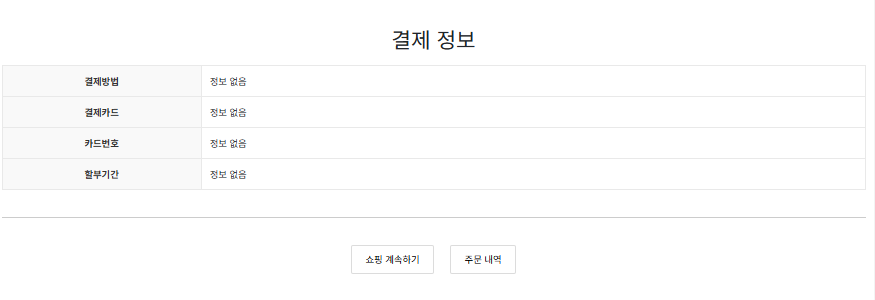 결제 정보
결제방법 정보 없음
결제카드 정보 없음
카드번호 정보 없음
할부기간 정보 없음
쇼핑 계속하기 주문 내역